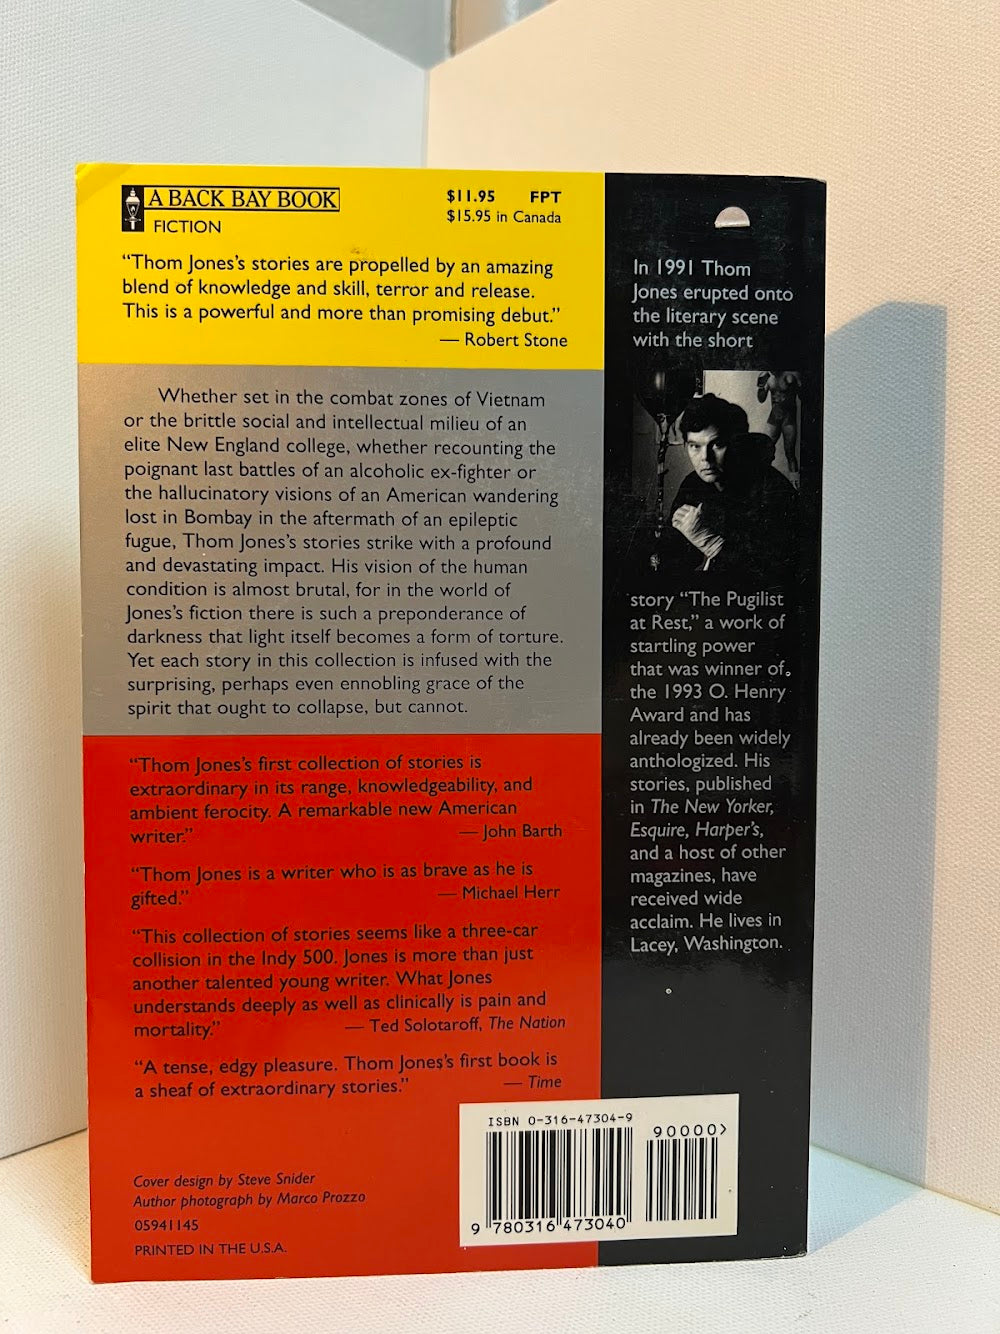 A BACK BAY BOOK
FICTION
$11.95 FPT
$15.95 in Canada
“Thom Jones’s stories are propelled by an amazing
blend of knowledge and skill, terror and release.
This is a powerful and more than promising debut.”
— Robert Stone
Whether set in the combat zones of Vietnam
or the brittle social and intellectual milieu of an
elite New England college, whether recounting the
poignant last battles of an alcoholic ex-fighter or
the hallucinatory visions of an American wandering
lost in Bombay in the aftermath of an epileptic
fugue, Thom Jones’s stories strike with a profound
and devastating impact. His vision of the human
condition is almost brutal, for in the world of
Jones’s fiction there is such a preponderance of
darkness that light itself becomes a form of torture.
Yet each story in this collection is infused with the
surprising, perhaps even ennobling grace of the
spirit that ought to collapse, but cannot.
“Thom Jones’s first collection of stories is
extraordinary in its range, knowledgeability, and
ambient ferocity. A remarkable new American
writer.” — John Barth
“Thom Jones is a writer who is as brave as he is
gifted.” — Michael Herr
“This collection of stories seems like a three-car
collision in the Indy 500. Jones is more than just
another talented young writer. What Jones
understands deeply as well as clinically is pain and
mortality.” — Ted Solotaroff, The Nation
“A tense, edgy pleasure. Thom Jones’s first book is
a sheaf of extraordinary stories.” — Time
Cover design by Steve Snider
Author photograph by Marco Prozzo
05941145
PRINTED IN THE U.S.A.
In 1991 Thom
Jones erupted onto
the literary scene
with the short
story “The Pugilist
at Rest,” a work of
startling power
that was winner of
the 1993 O. Henry
Award and has
already been widely
anthologized. His
stories, published
in The New Yorker,
Esquire, Harper’s,
and a host of other
magazines, have
received wide
acclaim. He lives in
Lacey, Washington.
ISBN 0-316-47304-9
90000>
9 780316 473040